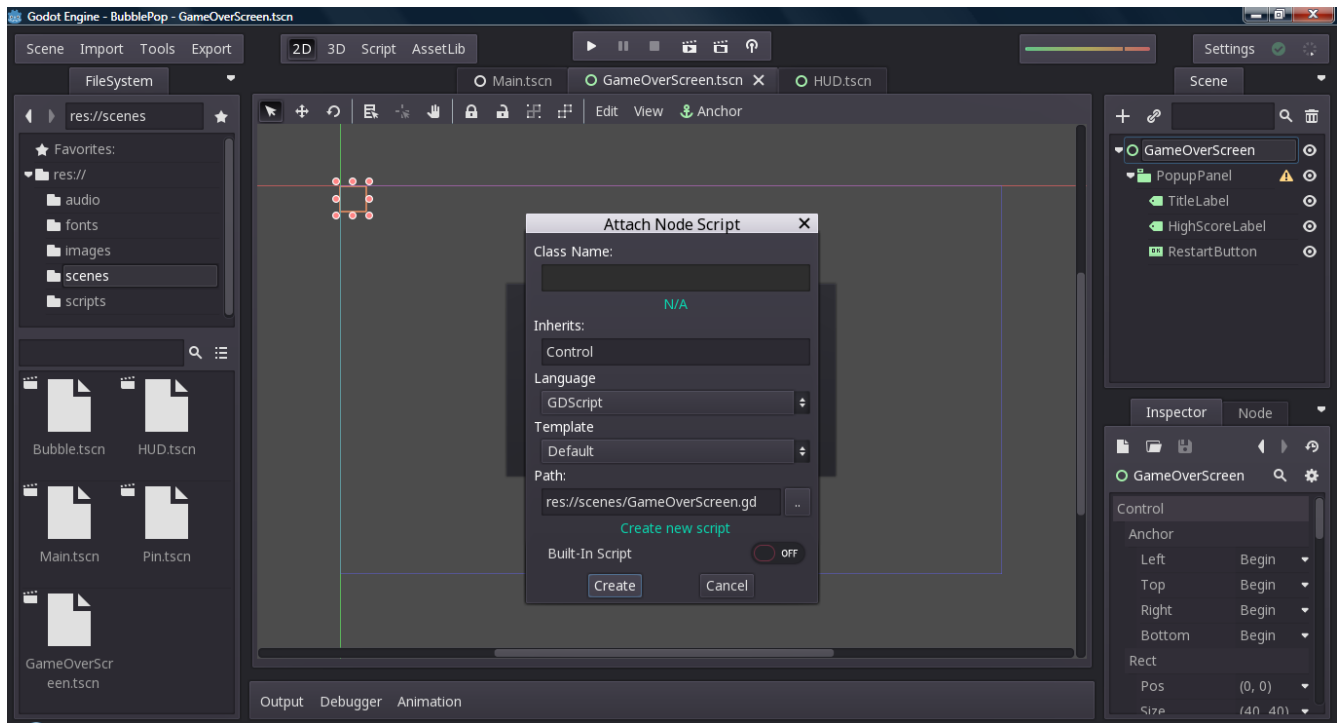 Godot Engine - BubblePop - GameOverScreen.tscn
Scene Import Tools Export
2D 3D Script AssetLib
Settings
FileSystem
Main.tscn
GameOverScreen.tscn
HUD.tscn
Scene
res://scenes
Edit View Anchor
Favorites:
res://
audio
fonts
images
scenes
scripts
Bubble.tscn
HUD.tscn
Main.tscn
Pin.tscn
GameOverScr
een.tscn
Attach Node Script
Class Name:
N/A
Inherits:
Control
Language
GDScript
Template
Default
Path:
res://scenes/GameOverScreen.gd
..
Create new script
Built-In Script
OFF
Create
Cancel
Output Debugger Animation
GameOverScreen
PopupPanel
TitleLabel
HighScoreLabel
OK
RestartButton
Inspector Node
GameOverScreen
Control
Anchor
Left Begin
Top Begin
Right Begin
Bottom Begin
Rect
Pos (0, 0)
Size (40, 40)